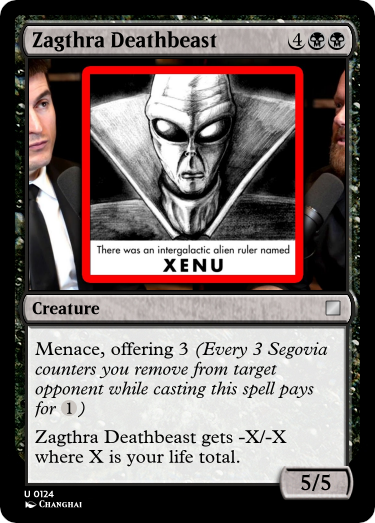 Zagthra Deathbeast 4
There was an intergalactic alien ruler named
XENU
Creature
Menace, offering 3 (Every 3 Segovia
counters you remove from target
opponent while casting this spell pays
for 1)
Zagthra Deathbeast gets -X/-X
where X is your life total.
5/5
U 0124
CHANGHAI